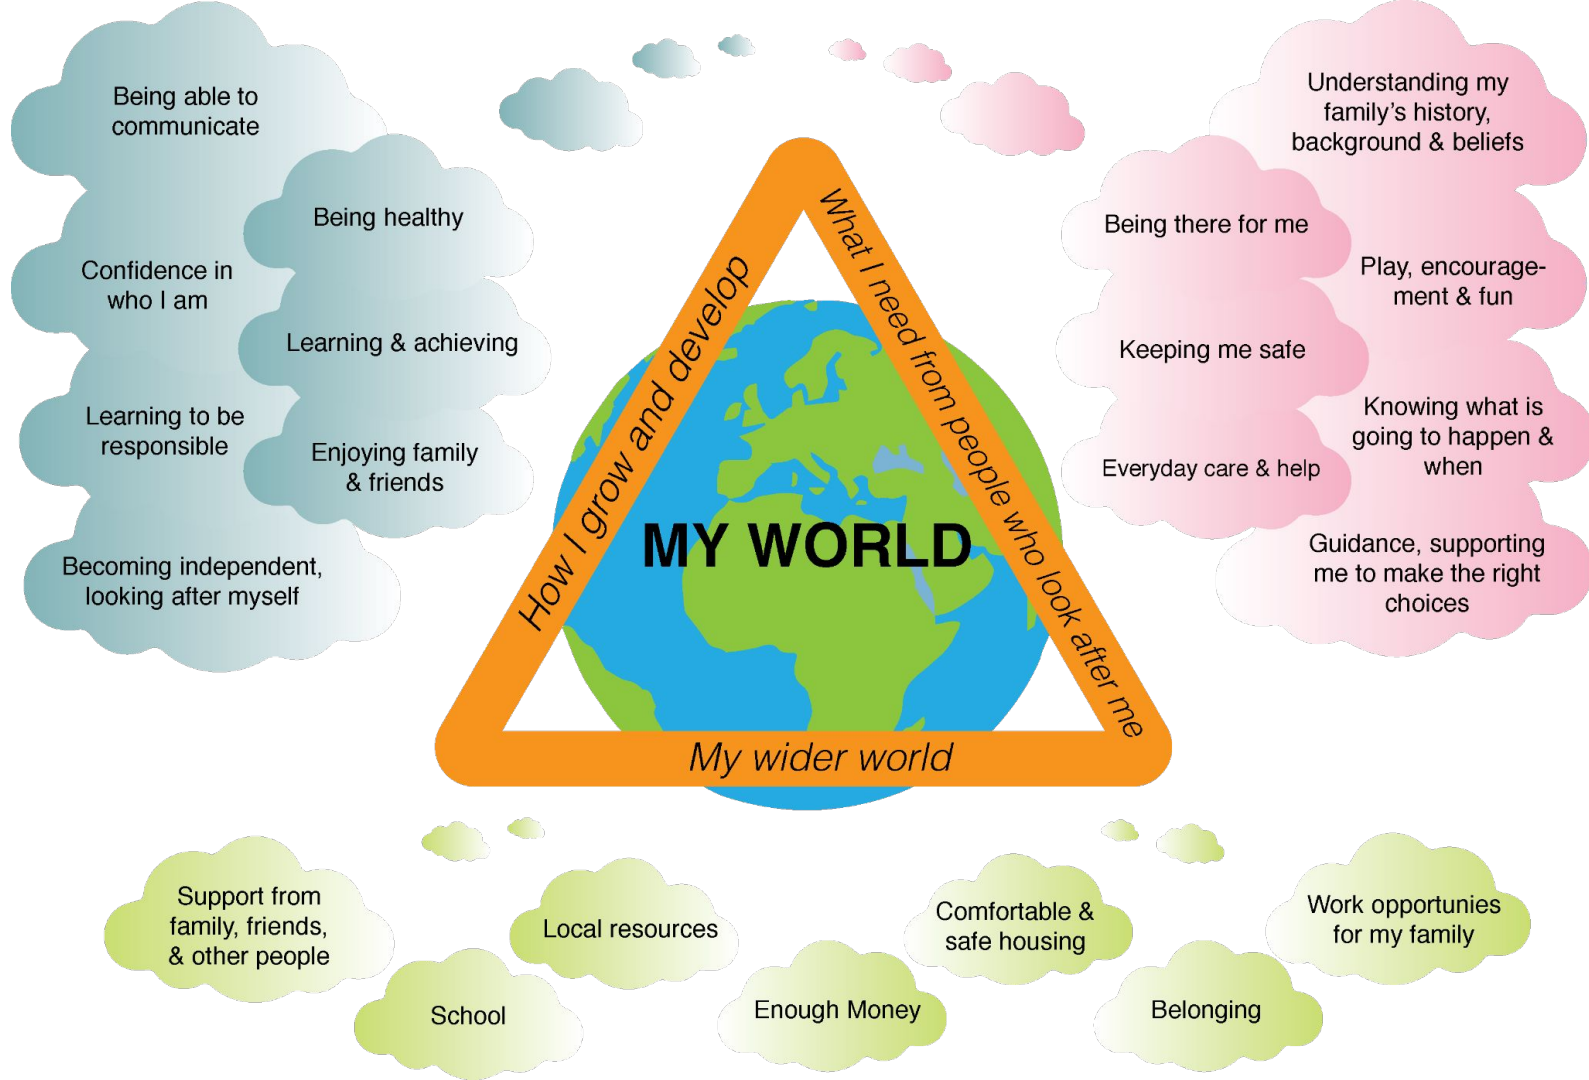 Being able to
communicate
Being healthy
Confidence in
who I am
Learning & achieving
Learning to be
responsible
Enjoying family
& friends
Becoming independent,
looking after myself
How I grow and develop
What I need from people who look after me
MY WORLD
My wider world
Understanding my
family’s history,
background & beliefs
Being there for me
Play, encourage-
ment & fun
Keeping me safe
Knowing what is
going to happen &
when
Everyday care & help
Guidance, supporting
me to make the right
choices
Support from
family, friends,
& other people
School
Local resources
Enough Money
Comfortable &
safe housing
Belonging
Work opportunies
for my family